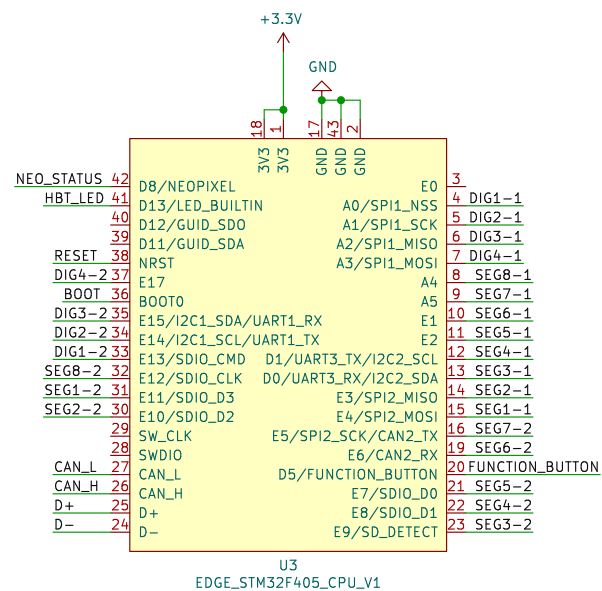 +3.3V
GND
18 1 17 43 2
3V3 3V3 GND GND GND
NEO_STATUS 42 D8/NEOPIXEL E0 3
HBT_LED 41 D13/LED_BUILTIN A0/SPI1_NSS 4 DIG1-1
40 D12/GUID_SDO A1/SPI1_SCK 5 DIG2-1
39 D11/GUID_SDA A2/SPI1_MISO 6 DIG3-1
RESET 38 NRST A3/SPI1_MOSI 7 DIG4-1
DIG4-2 37 E17 A4 8 SEG8-1
BOOT 36 BOOT0 A5 9 SEG7-1
DIG3-2 35 E15/I2C1_SDA/UART1_RX E1 10 SEG6-1
DIG2-2 34 E14/I2C1_SCL/UART1_TX E2 11 SEG5-1
DIG1-2 33 E13/SDIO_CMD D1/UART3_TX/I2C2_SCL 12 SEG4-1
SEG8-2 32 E12/SDIO_CLK D0/UART3_RX/I2C2_SDA 13 SEG3-1
SEG1-2 31 E11/SDIO_D3 E3/SPI2_MISO 14 SEG2-1
SEG2-2 30 E10/SDIO_D2 E4/SPI2_MOSI 15 SEG1-1
29 SW_CLK E5/SPI2_SCK/CAN2_TX 16 SEG7-2
28 SWDIO E6/CAN2_RX 19 SEG6-2
CAN_L 27 CAN_L D5/FUNCTION_BUTTON 20 FUNCTION_BUTTON
CAN_H 26 CAN_H E7/SDIO_D0 21 SEG5-2
D+ 25 D+ E8/SDIO_D1 22 SEG4-2
D- 24 D- E9/SD_DETECT 23 SEG3-2
U3
EDGE_STM32F405_CPU_V1